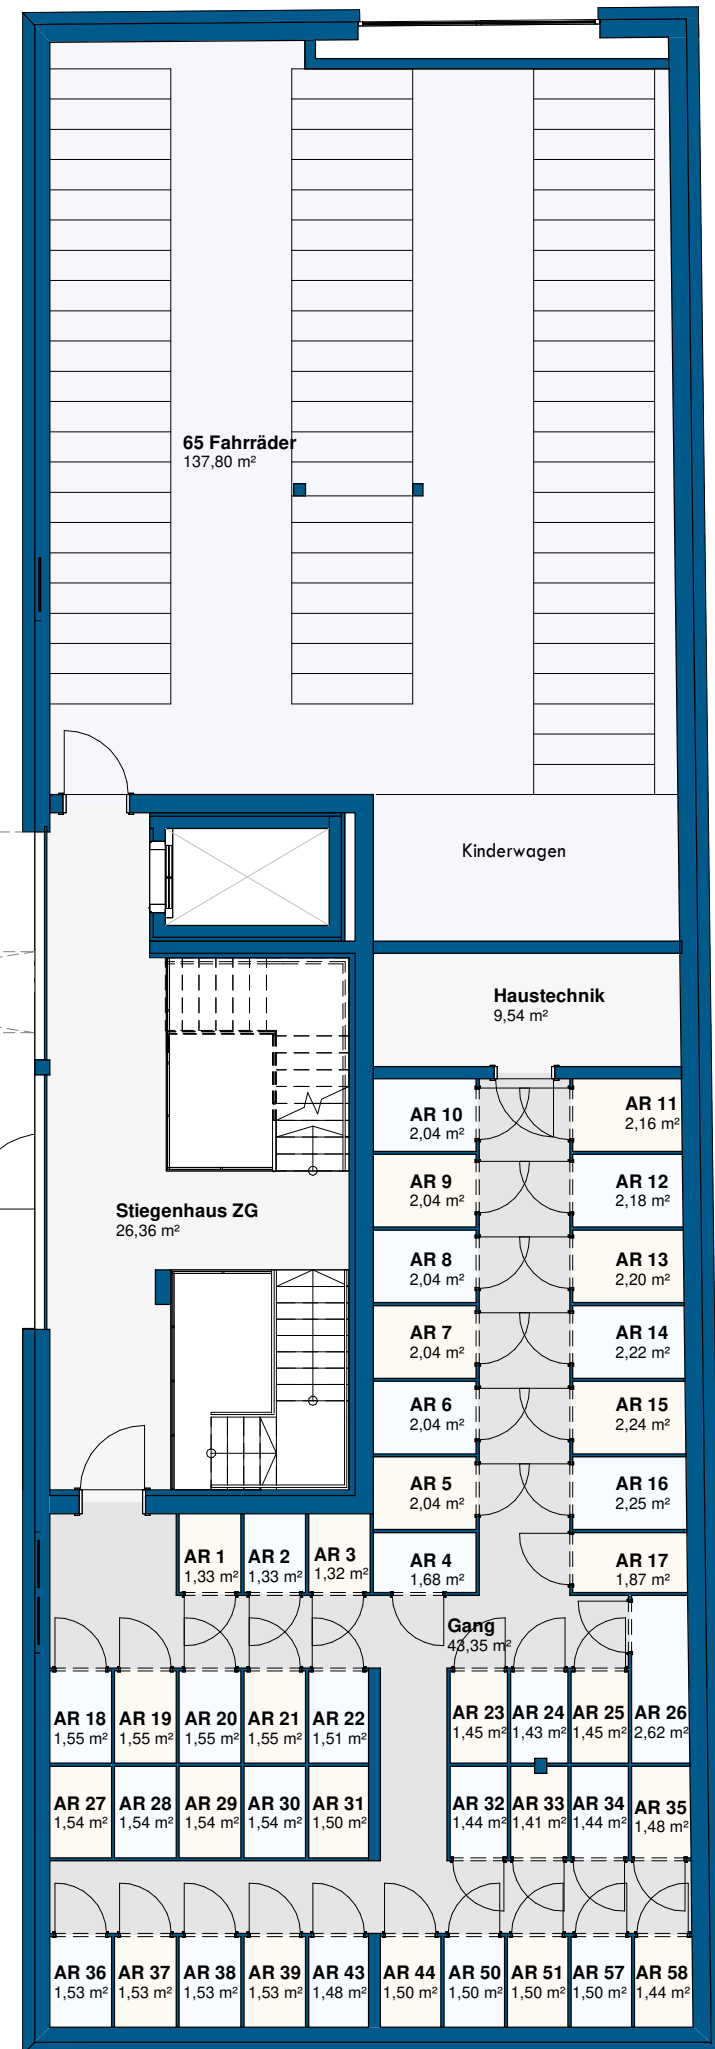 65 Fahrräder
137,80 m²
Kinderwagen
Haustechnik
9,54 m²
AR 10
2,04 m²
AR 11
2,16 m²
AR 9
2,04 m²
AR 12
2,18 m²
Stiegenhaus ZG
26,36 m²
AR 8
2,04 m²
AR 13
2,20 m²
AR 7
2,04 m²
AR 14
2,22 m²
AR 6
2,04 m²
AR 15
2,24 m²
AR 5
2,04 m²
AR 16
2,25 m²
AR 1
1,33 m²
AR 2
1,33 m²
AR 3
1,32 m²
AR 4
1,68 m²
AR 17
1,87 m²
Gang
43,35 m²
AR 18
1,55 m²
AR 19
1,55 m²
AR 20
1,55 m²
AR 21
1,55 m²
AR 22
1,51 m²
AR 23
1,45 m²
AR 24
1,43 m²
AR 25
1,45 m²
AR 26
2,62 m²
AR 27
1,54 m²
AR 28
1,54 m²
AR 29
1,54 m²
AR 30
1,54 m²
AR 31
1,50 m²
AR 32
1,44 m²
AR 33
1,41 m²
AR 34
1,44 m²
AR 35
1,48 m²
AR 36
1,53 m²
AR 37
1,53 m²
AR 38
1,53 m²
AR 39
1,53 m²
AR 43
1,48 m²
AR 44
1,50 m²
AR 50
1,50 m²
AR 51
1,50 m²
AR 57
1,50 m²
AR 58
1,44 m²